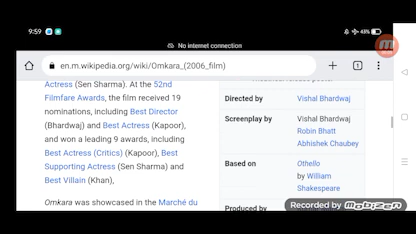 9:59
48%
No internet connection
en.m.wikipedia.org/wiki/Omkara_(2006_film)
1
Actress (Sen Sharma). At the 52nd
Filmfare Awards, the film received 19
nominations, including Best Director
(Bhardwaj) and Best Actress (Kapoor),
and won a leading 9 awards, including
Best Actress (Critics) (Kapoor), Best
Supporting Actress (Sen Sharma) and
Best Villain (Khan),
Omkara was showcased in the Marché du
Directed by Vishal Bhardwaj
Screenplay by Vishal Bhardwaj
Robin Bhatt
Abhishek Chaubey
Based on Othello
by William
Shakespeare
Produced by
Recorded by
MOBIZEN